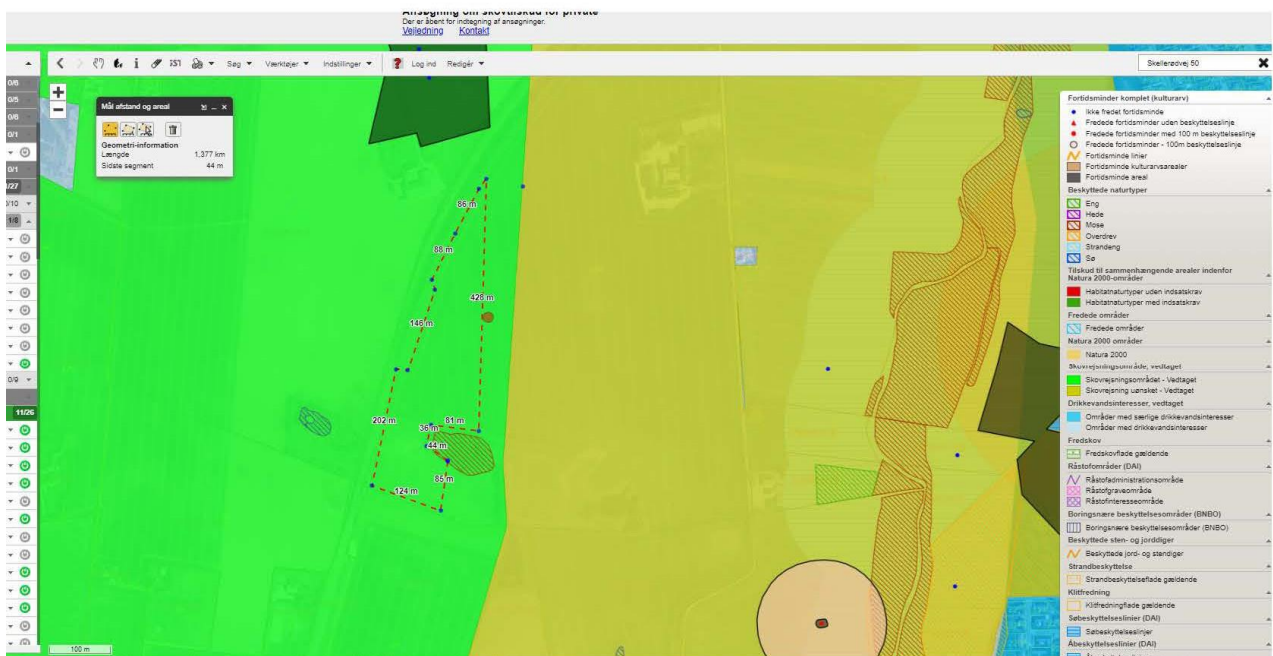 Ansøgning om skovtilskud for private
Der er åbent for indtegning af ansøgninger.
Vejledning Kontakt
Søg
Værktøjer
Indstillinger
Log ind
Redigér
Skellerødvej 50
0/6
0/5
0/6
0/1
0/1
0/10
1/8
0/9
11/26
+
−
Mål afstand og areal
Geometri-information
Længde 1,377 km
Sidste segment 44 m
86 m
88 m
428 m
146 m
202 m
81 m
36 m
44 m
85 m
124 m
100 m
Fortidsminder komplet (kulturarv)
Ikke fredet fortidsminde
Fredede fortidsminder uden beskyttelseslinje
Fredede fortidsminder med 100 m beskyttelseslinje
Fredede fortidsminder - 100m beskyttelseslinje
Fortidsminde linier
Fortidsminde kulturarvsarealer
Fortidsminde areal
Beskyttede naturtyper
Eng
Hede
Mose
Overdrev
Strandeng
Sø
Tilskud til sammenhængende arealer indenfor
Natura 2000-områder
Habitatnaturtyper uden indsatskrav
Habitatnaturtyper med indsatskrav
Fredede områder
Fredede områder
Natura 2000 områder
Natura 2000
Skovrejsningsområde, vedtaget
Skovrejsningsområdet - Vedtaget
Skovrejsning uønsket - Vedtaget
Drikkevandsinteresser, vedtaget
Områder med særlige drikkevandsinteresser
Områder med drikkevandsinteresser
Fredskov
Fredskovflade gældende
Råstofområder (DAI)
Råstofadministrationsområde
Råstofgraveområde
Råstofinteresseområde
Boringsnære beskyttelsesområder (BNBO)
Boringsnære beskyttelsesområder (BNBO)
Beskyttede sten- og jorddiger
Beskyttede jord- og stendiger
Strandbeskyttelse
Strandbeskyttelseflade gældende
Klitfredning
Klitfredningflade gældende
Søbeskyttelseslinier (DAI)
Søbeskyttelseslinjer
Åbeskyttelseslinier (DAI)